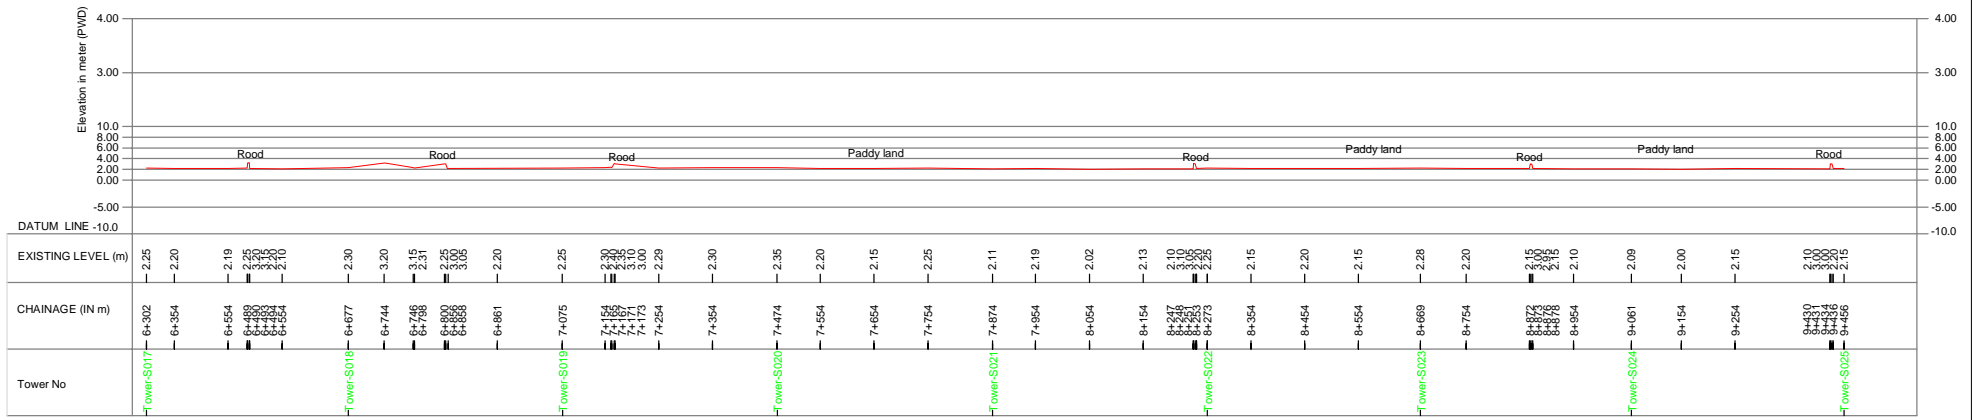 Elevation in meter (PWD)
4.00 4.00
3.00 3.00
10.0 10.0
8.00 8.00
6.00 6.00
4.00 4.00
2.00 2.00
0.00 0.00
-5.00 -5.00
-10.0 -10.0
Rood Rood Rood Paddy land Rood Paddy land Rood Paddy land Rood
DATUM LINE
EXISTING LEVEL (m) 2.25 2.20 2.19 2.25 3.20 3.15 2.20 2.10 2.30 3.20 3.15 2.31 2.25 3.00 3.05 2.20 2.25 2.30 2.40 2.35 3.10 3.00 2.29 2.30 2.35 2.20 2.15 2.25 2.11 2.19 2.02 2.13 2.10 3.10 3.05 2.20 2.25 2.15 2.20 2.15 2.28 2.20 2.15 3.00 2.95 2.15 2.10 2.09 2.00 2.15 2.10 3.00 3.00 2.20 2.15
CHAINAGE (IN m) 6+302 6+354 6+554 6+489 6+490 6+493 6+494 6+554 6+677 6+744 6+746 6+798 6+800 6+856 6+858 6+861 7+075 7+154 7+165 7+167 7+171 7+173 7+254 7+354 7+474 7+554 7+654 7+754 7+874 7+954 8+054 8+154 8+247 8+248 8+251 8+253 8+273 8+354 8+454 8+554 8+669 8+754 8+872 8+873 8+876 8+878 8+954 9+061 9+154 9+254 9+430 9+431 9+434 9+436 9+456
Tower No Tower-S017 Tower-S018 Tower-S019 Tower-S020 Tower-S021 Tower-S022 Tower-S023 Tower-S024 Tower-S025